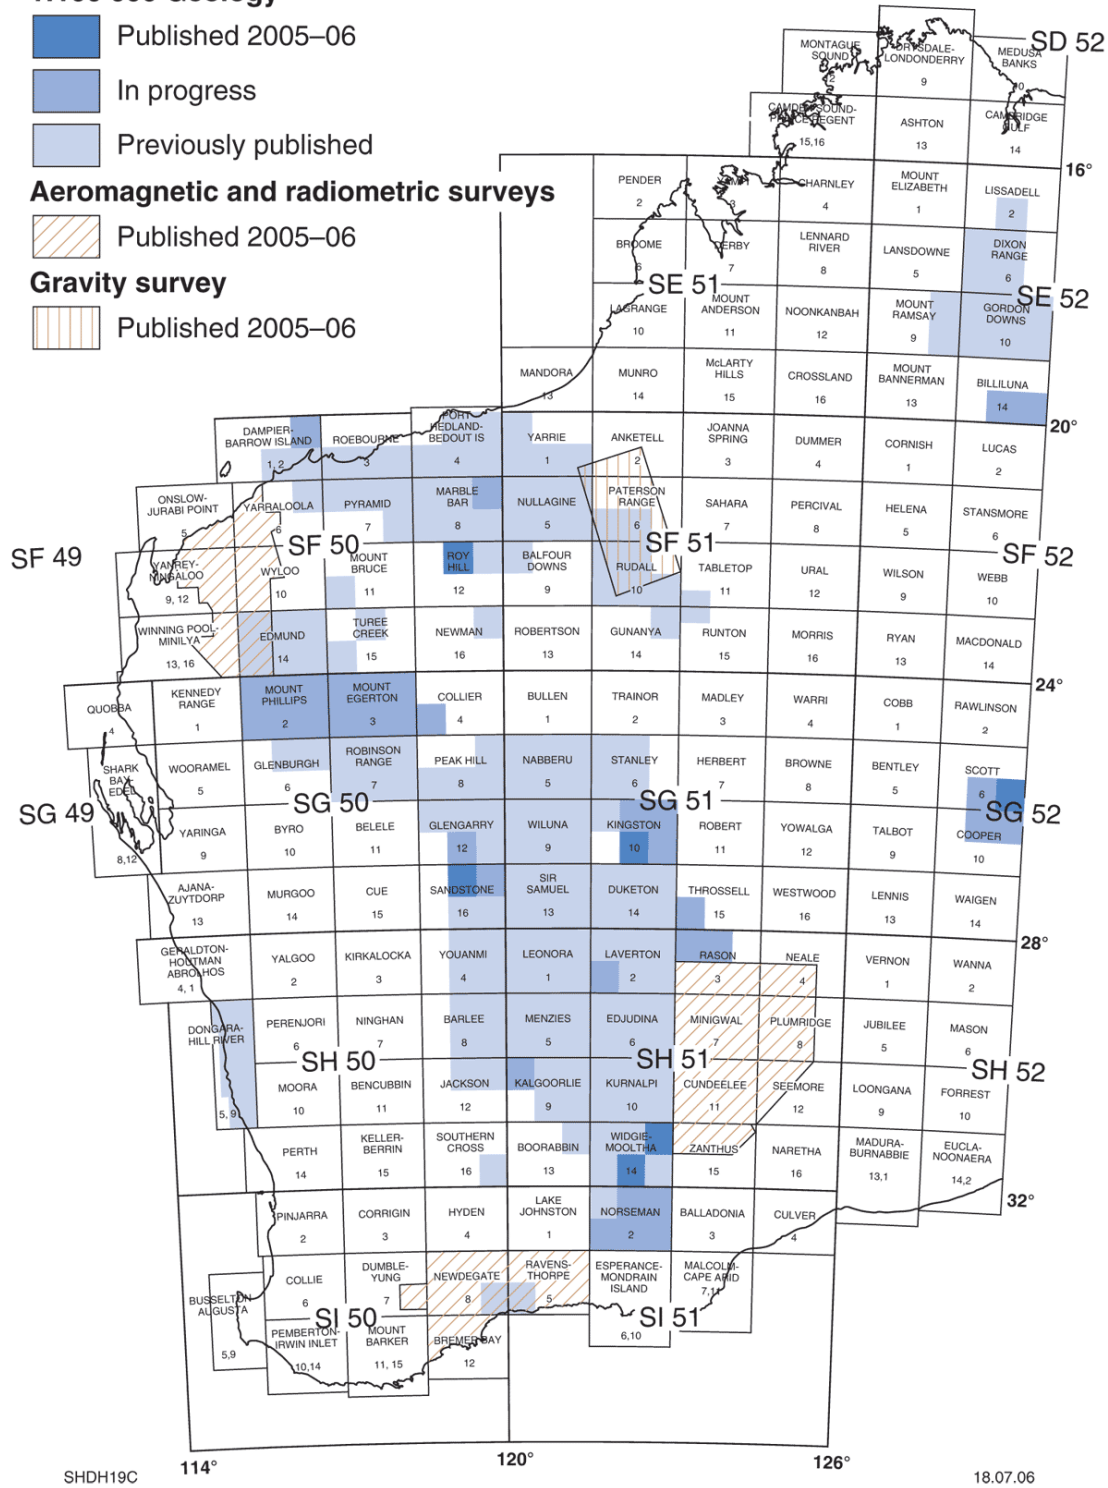 Published 2005–06
In progress
Previously published
Aeromagnetic and radiometric surveys
Published 2005–06
Gravity survey
Published 2005–06
SD 52
MONTAGUE
SOUND
12
DRYSDALE-
LONDONDERRY
9
MEDUSA
BANKS
10
15,16
ASHTON
13
CAMBRIDGE
GULF
14
16°
PENDER
2
3
CHARNLEY
4
MOUNT
ELIZABETH
1
LISSADELL
2
BROOME
6
DERBY
7
LENNARD
RIVER
8
LANSDOWNE
5
DIXON
RANGE
6
SE 51
SE 52
LAGRANGE
10
MOUNT
ANDERSON
11
NOONKANBAH
12
MOUNT
RAMSAY
9
GORDON
DOWNS
10
MANDORA
13
MUNRO
14
McLARTY
HILLS
15
CROSSLAND
16
MOUNT
BANNERMAN
13
BILLILUNA
14
20°
DAMPIER-
BARROW ISLAND
1, 2
ROEBOURNE
3
PORT
HEDLAND-
BEDOUT IS
4
YARRIE
1
ANKETELL
2
JOANNA
SPRING
3
DUMMER
4
CORNISH
1
LUCAS
2
ONSLOW-
JURABI POINT
5
YARRALOOLA
6
PYRAMID
7
MARBLE
BAR
8
NULLAGINE
5
PATERSON
RANGE
6
SAHARA
7
PERCIVAL
8
HELENA
5
STANSMORE
6
SF 49
SF 50
SF 51
SF 52
YANREY-
NINGALOO
9, 12
WYLOO
10
MOUNT
BRUCE
11
ROY
HILL
12
BALFOUR
DOWNS
9
RUDALL
10
TABLETOP
11
URAL
12
WILSON
9
WEBB
10
WINNING POOL-
MINILYA
13, 16
EDMUND
14
TUREE
CREEK
15
NEWMAN
16
ROBERTSON
13
GUNANYA
14
RUNTON
15
MORRIS
16
RYAN
13
MACDONALD
14
24°
QUOBBA
4
KENNEDY
RANGE
1
MOUNT
PHILLIPS
2
MOUNT
EGERTON
3
COLLIER
4
BULLEN
1
TRAINOR
2
MADLEY
3
WARRI
4
COBB
1
RAWLINSON
2
SHARK
BAY-
EDEL
8,12
WOORAMEL
5
GLENBURGH
6
ROBINSON
RANGE
7
PEAK HILL
8
NABBERU
5
STANLEY
6
HERBERT
7
BROWNE
8
BENTLEY
5
SCOTT
6
SG 49
SG 50
SG 51
SG 52
YARINGA
9
BYRO
10
BELELE
11
GLENGARRY
12
WILUNA
9
KINGSTON
10
ROBERT
11
YOWALGA
12
TALBOT
9
COOPER
10
AJANA-
ZUYTDORP
13
MURGOO
14
CUE
15
SANDSTONE
16
SIR
SAMUEL
13
DUKETON
14
THROSSELL
15
WESTWOOD
16
LENNIS
13
WAIGEN
14
28°
GERALDTON-
HOUTMAN
ABROLHOS
4, 1
YALGOO
2
KIRKALOCKA
3
YOUANMI
4
LEONORA
1
LAVERTON
2
RASON
3
NEALE
4
VERNON
1
WANNA
2
DONGARA-
HILL RIVER
5, 9
PERENJORI
6
NINGHAN
7
BARLEE
8
MENZIES
5
EDJUDINA
6
MINIGWAL
7
PLUMRIDGE
8
JUBILEE
5
MASON
6
SH 50
SH 51
SH 52
MOORA
10
BENCUBBIN
11
JACKSON
12
KALGOORLIE
9
KURNALPI
10
CUNDEELEE
11
SEEMORE
12
LOONGANA
9
FORREST
10
PERTH
14
KELLER-
BERRIN
15
SOUTHERN
CROSS
16
BOORABBIN
13
WIDGIE-
MOOLTHA
14
ZANTHUS
15
NARETHA
16
MADURA-
BURNABBIE
13,1
EUCLA-
NOONAERA
14,2
32°
PINJARRA
2
CORRIGIN
3
HYDEN
4
LAKE
JOHNSTON
1
NORSEMAN
2
BALLADONIA
3
CULVER
4
BUSSELTON
AUGUSTA
5,9
COLLIE
6
DUMBLE-
YUNG
7
NEWDEGATE
8
RAVENS-
THORPE
5
ESPERANCE-
MONDRAIN
ISLAND
6,10
MALCOLM-
CAPE ARID
7,11
SI 50
SI 51
PEMBERTON-
IRWIN INLET
10,14
MOUNT
BARKER
11, 15
BREMER BAY
12
114°
120°
126°
SHDH19C
18.07.06